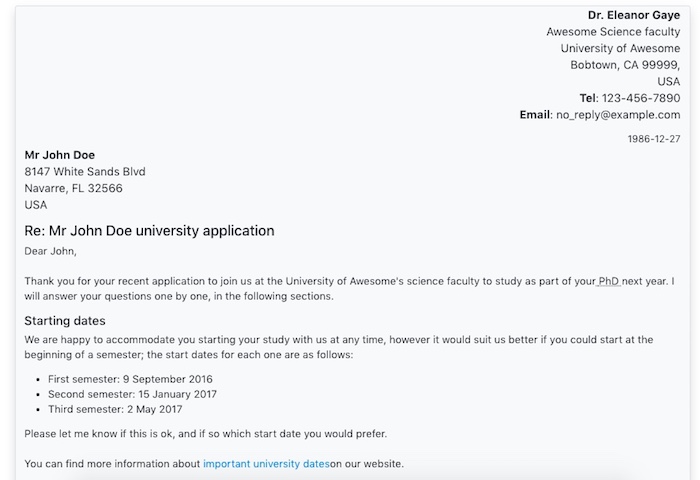 Dr. Eleanor Gaye
Awesome Science faculty
University of Awesome
Bobtown, CA 99999,
USA
Tel: 123-456-7890
Email: no_reply@example.com
1986-12-27
Mr John Doe
8147 White Sands Blvd
Navarre, FL 32566
USA
Re: Mr John Doe university application
Dear John,
Thank you for your recent application to join us at the University of Awesome's science faculty to study as part of your PhD next year. I
will answer your questions one by one, in the following sections.
Starting dates
We are happy to accommodate you starting your study with us at any time, however it would suit us better if you could start at the
beginning of a semester; the start dates for each one are as follows:
▪ First semester: 9 September 2016
▪ Second semester: 15 January 2017
▪ Third semester: 2 May 2017
Please let me know if this is ok, and if so which start date you would prefer.
You can find more information about important university dateson our website.